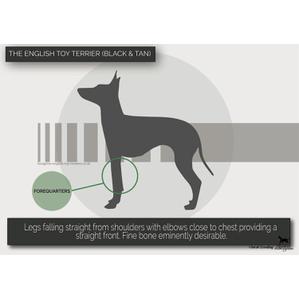 THE ENGLISH TOY TERRIER (BLACK & TAN)
FOREQUARTERS
Legs falling straight from shoulders with elbows close to chest providing a
straight front. Fine bone eminently desirable.